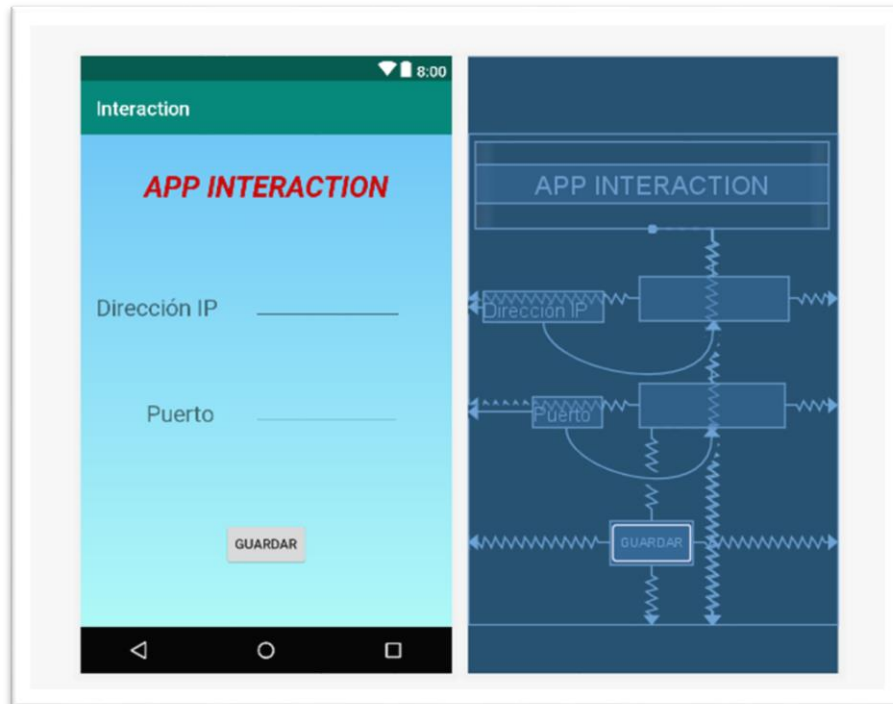 8:00
Interaction
APP INTERACTION
Dirección IP
Puerto
GUARDAR
APP INTERACTION
Dirección IP
Puerto
GUARDAR